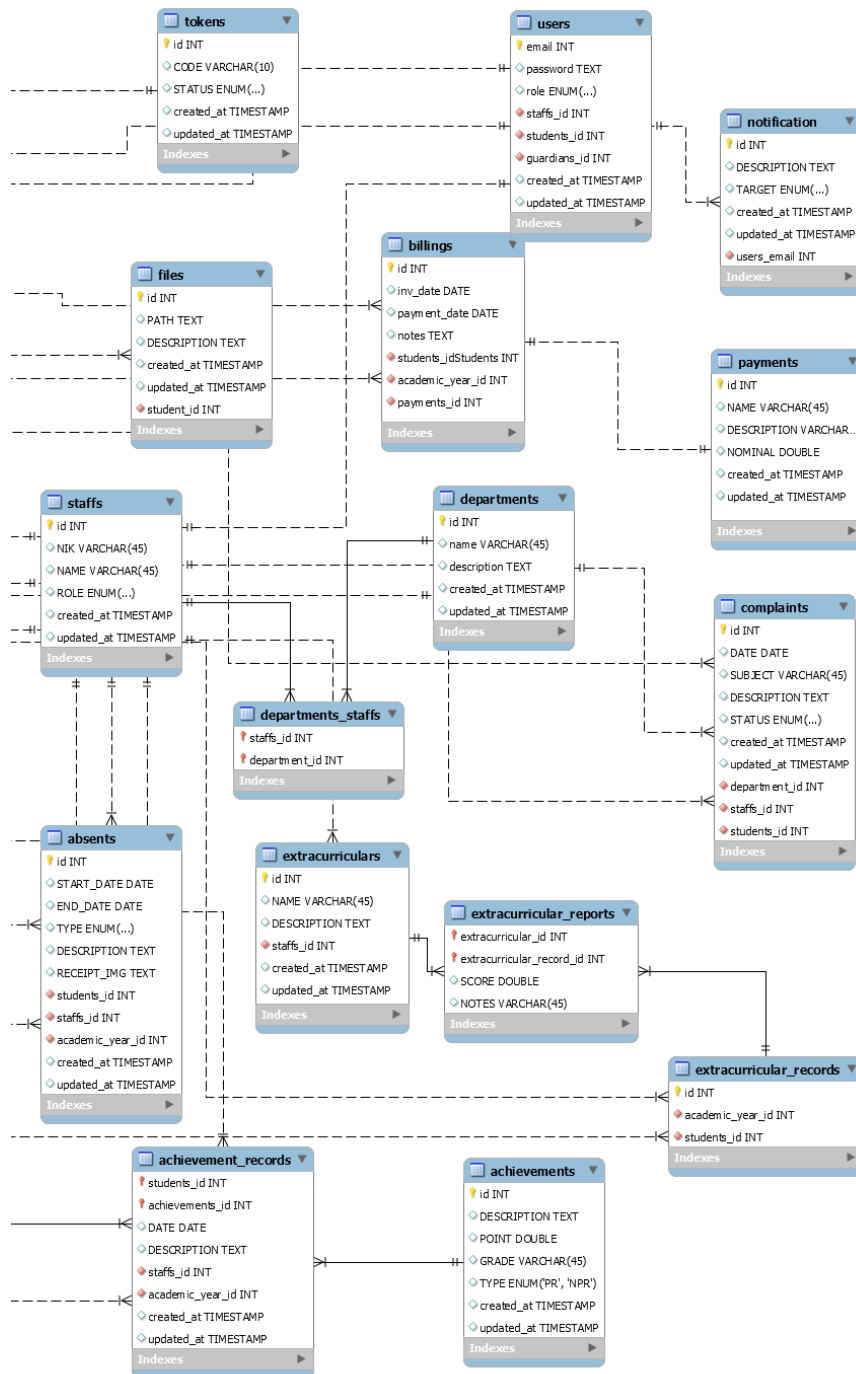 tokens
id INT
CODE VARCHAR(10)
STATUS ENUM(...)
created_at TIMESTAMP
updated_at TIMESTAMP
Indexes
users
email INT
password TEXT
role ENUM(...)
staffs_id INT
students_id INT
guardians_id INT
created_at TIMESTAMP
updated_at TIMESTAMP
Indexes
notification
id INT
DESCRIPTION TEXT
TARGET ENUM(...)
created_at TIMESTAMP
updated_at TIMESTAMP
users_email INT
Indexes
billings
id INT
inv_date DATE
payment_date DATE
notes TEXT
students_idStudents INT
academic_year_id INT
payments_id INT
Indexes
files
id INT
PATH TEXT
DESCRIPTION TEXT
created_at TIMESTAMP
updated_at TIMESTAMP
student_id INT
Indexes
payments
id INT
NAME VARCHAR(45)
DESCRIPTION VARCHAR...
NOMINAL DOUBLE
created_at TIMESTAMP
updated_at TIMESTAMP
Indexes
staffs
id INT
NIK VARCHAR(45)
NAME VARCHAR(45)
ROLE ENUM(...)
created_at TIMESTAMP
updated_at TIMESTAMP
Indexes
departments
id INT
name VARCHAR(45)
description TEXT
created_at TIMESTAMP
updated_at TIMESTAMP
Indexes
complaints
id INT
DATE DATE
SUBJECT VARCHAR(45)
DESCRIPTION TEXT
STATUS ENUM(...)
created_at TIMESTAMP
updated_at TIMESTAMP
department_id INT
staffs_id INT
students_id INT
Indexes
departments_staffs
staffs_id INT
department_id INT
Indexes
absents
id INT
START_DATE DATE
END_DATE DATE
TYPE ENUM(...)
DESCRIPTION TEXT
RECEIPT_IMG TEXT
students_id INT
staffs_id INT
academic_year_id INT
created_at TIMESTAMP
updated_at TIMESTAMP
Indexes
extracurriculars
id INT
NAME VARCHAR(45)
DESCRIPTION TEXT
staffs_id INT
created_at TIMESTAMP
updated_at TIMESTAMP
Indexes
extracurricular_reports
extracurricular_id INT
extracurricular_record_id INT
SCORE DOUBLE
NOTES VARCHAR(45)
Indexes
extracurricular_records
id INT
academic_year_id INT
students_id INT
Indexes
achievement_records
students_id INT
achievements_id INT
DATE DATE
DESCRIPTION TEXT
staffs_id INT
academic_year_id INT
created_at TIMESTAMP
updated_at TIMESTAMP
Indexes
achievements
id INT
DESCRIPTION TEXT
POINT DOUBLE
GRADE VARCHAR(45)
TYPE ENUM('PR', 'NPR')
created_at TIMESTAMP
updated_at TIMESTAMP
Indexes